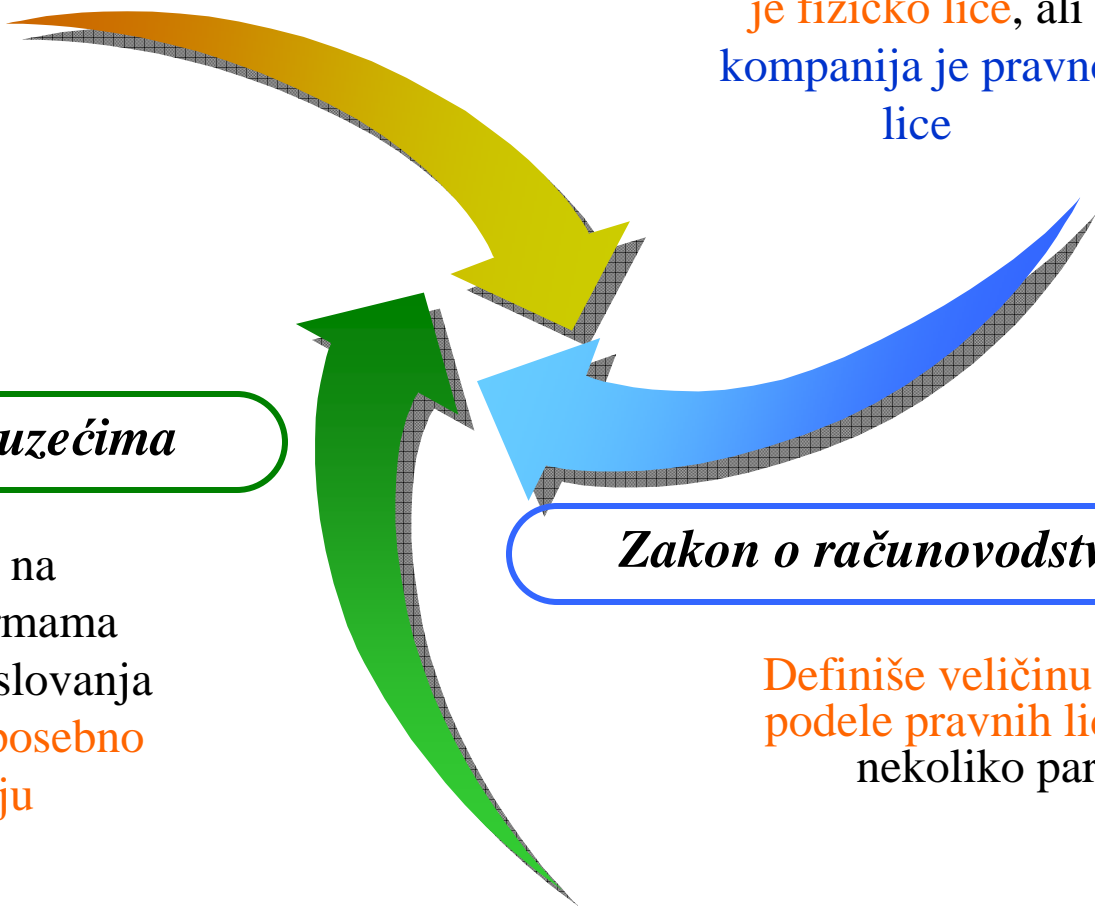 je fizičko lice, ali
kompanija je pravno
lice
uzećima
na
rmama
slovanja
posebno
ju
Zakon o računovodstv
Definiše veličinu
podele pravnih lic
nekoliko par